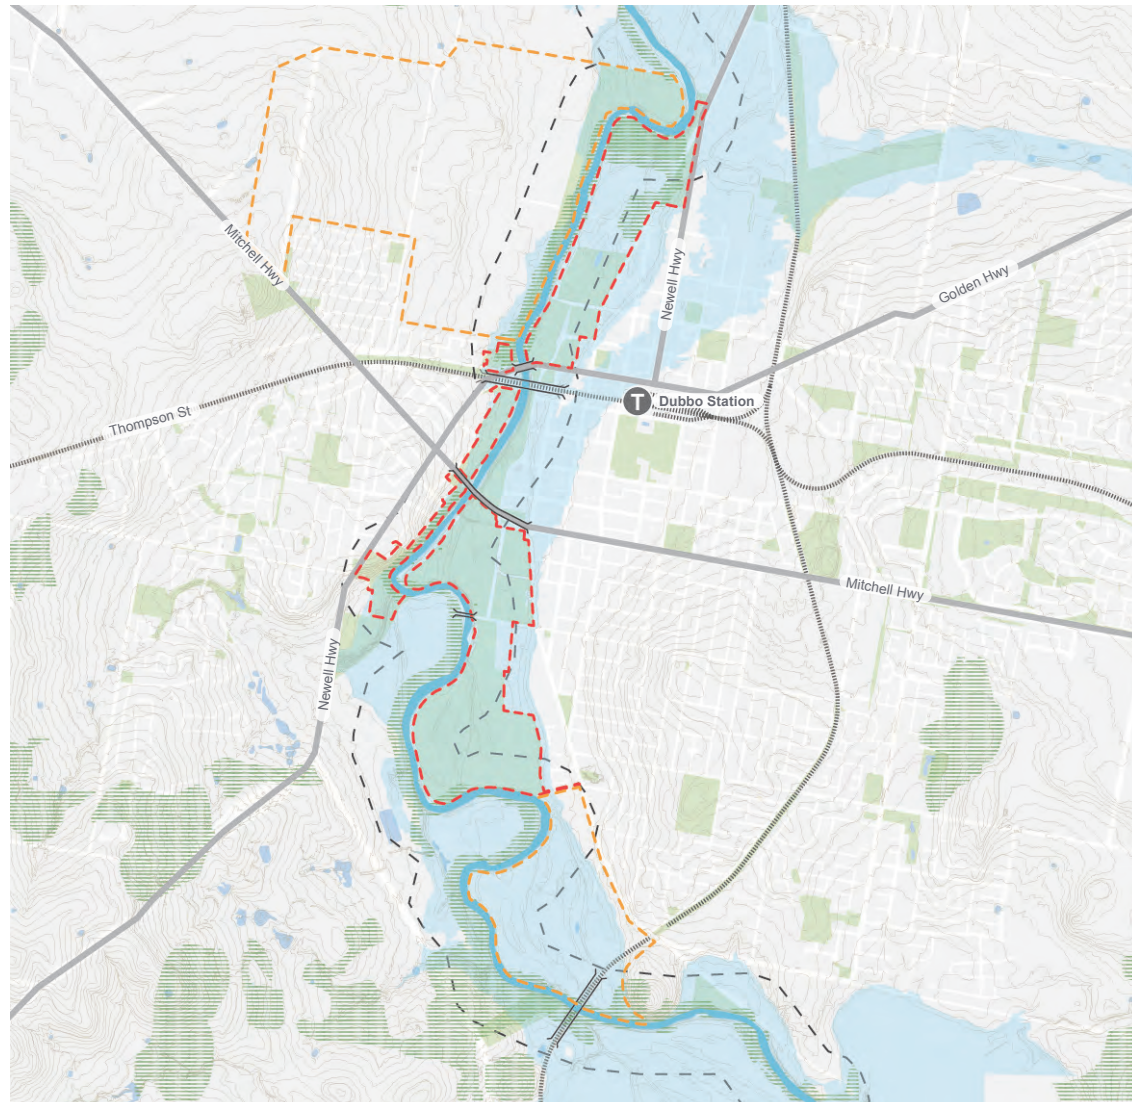 Mitchell Hwy
Newell Hwy
Golden Hwy
T
Dubbo Station
Thompson St
Mitchell Hwy
Newell Hwy